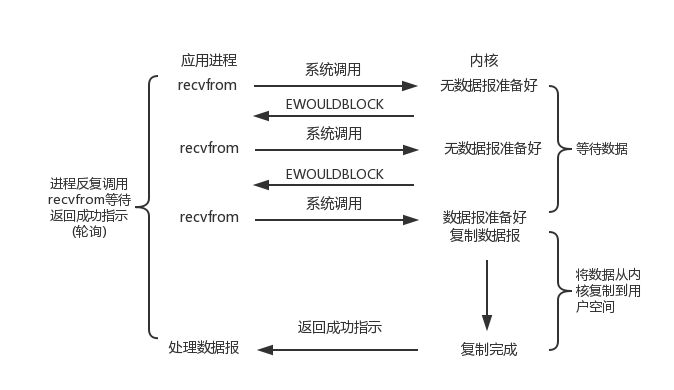 应用进程
内核
系统调用
recvfrom
无数据报准备好
EWOULDBLOCK
系统调用
recvfrom
无数据报准备好
等待数据
EWOULDBLOCK
进程反复调用
recvfrom等待
返回成功指示
(轮询)
系统调用
recvfrom
数据报准备好
复制数据报
将数据从内
核复制到用
户空间
返回成功指示
处理数据报
复制完成